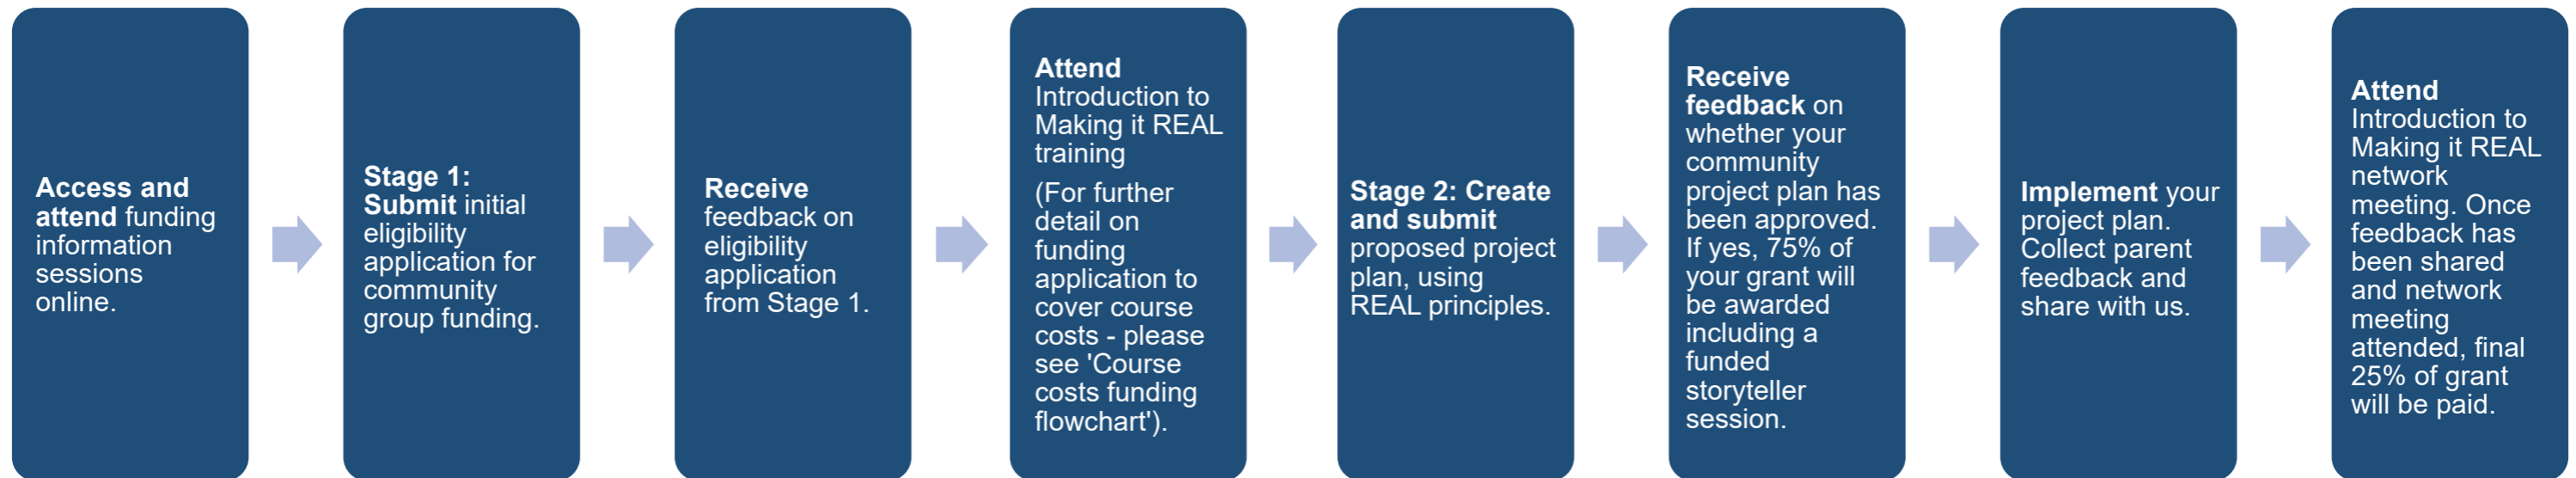 Access and
attend funding
information
sessions
online.
Stage 1:
Submit initial
eligibility
application for
community
group funding.
Receive
feedback on
eligibility
application
from Stage 1.
Attend
Introduction to
Making it REAL
training
(For further
detail on
funding
application to
cover course
costs - please
see 'Course
costs funding
flowchart').
Stage 2: Create
and submit
proposed project
plan, using
REAL principles.
Receive
feedback on
whether your
community
project plan has
been approved.
If yes, 75% of
your grant will
be awarded
including a
funded
storyteller
session.
Implement your
project plan.
Collect parent
feedback and
share with us.
Attend
Introduction to
Making it REAL
network
meeting. Once
feedback has
been shared
and network
meeting
attended, final
25% of grant
will be paid.